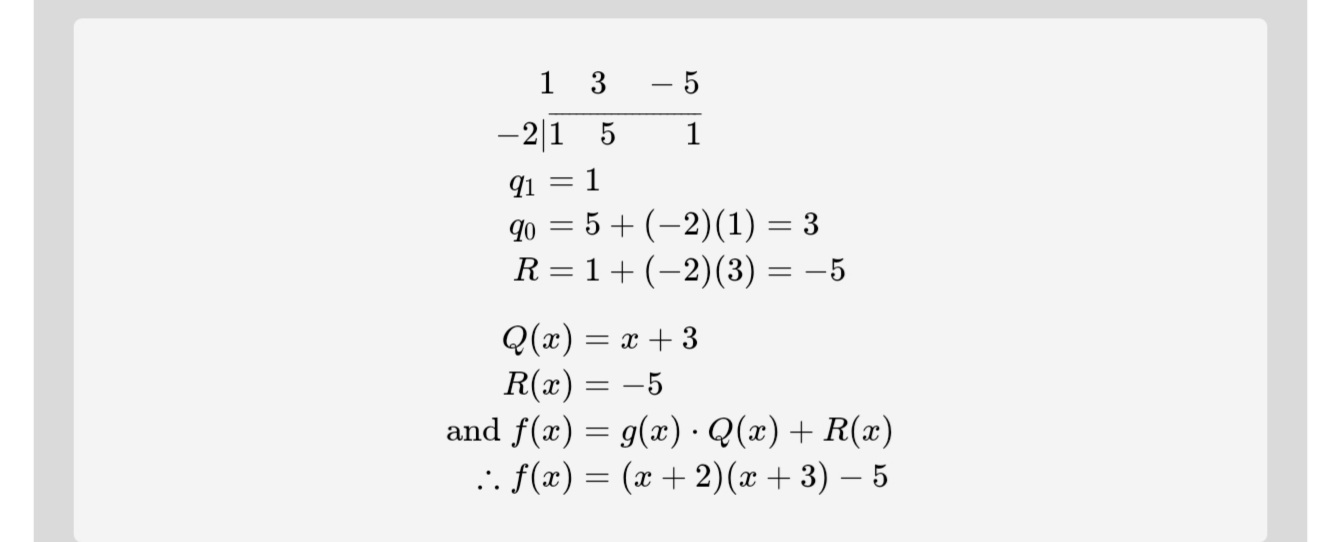 1 3 − 5
−2|1 5 1
q₁ = 1
q₀ = 5 + (−2)(1) = 3
R = 1 + (−2)(3) = −5
Q(x) = x + 3
R(x) = −5
and f(x) = g(x) · Q(x) + R(x)
∴ f(x) = (x + 2)(x + 3) − 5